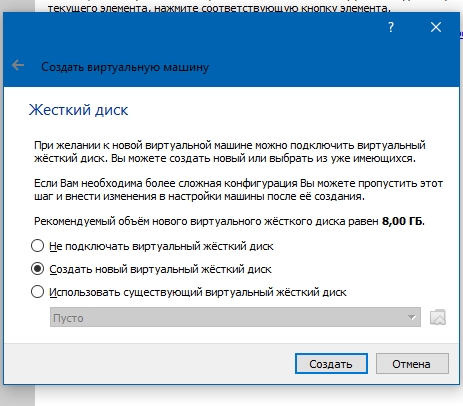 текущего элемента, нажмите соответствующую кнопку элемента.
?
Создать виртуальную машину
Жесткий диск
При желании к новой виртуальной машине можно подключить виртуальный
жёсткий диск. Вы можете создать новый или выбрать из уже имеющихся.
Если Вам необходима более сложная конфигурация Вы можете пропустить этот
шаг и внести изменения в настройки машины после её создания.
Рекомендуемый объём нового виртуального жёсткого диска равен 8,00 ГБ.
Не подключать виртуальный жёсткий диск
Создать новый виртуальный жёсткий диск
Использовать существующий виртуальный жёсткий диск
Пусто
Создать
Отмена